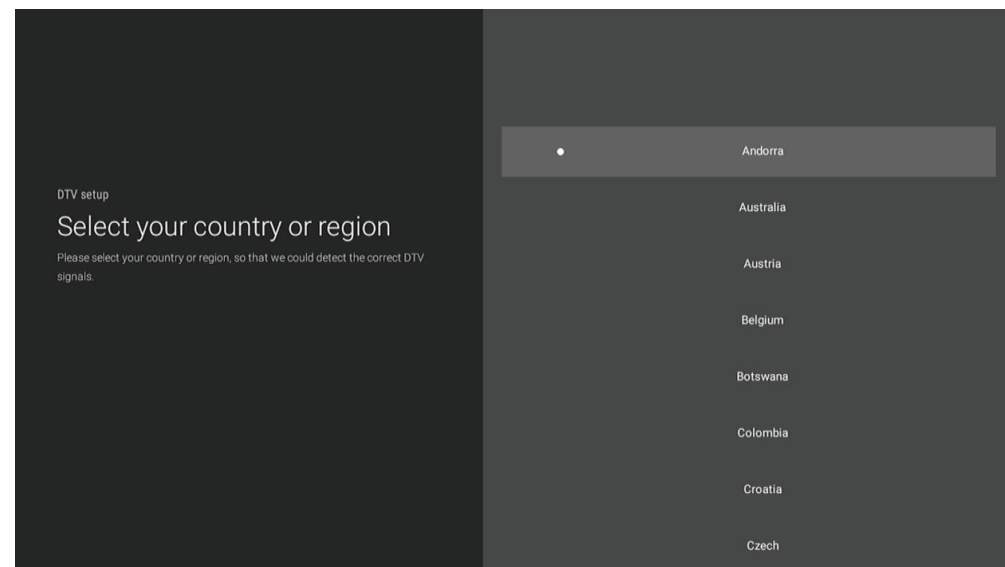 DTV setup
Select your country or region
Please select your country or region, so that we could detect the correct DTV
signals.
Andorra
Australia
Austria
Belgium
Botswana
Colombia
Croatia
Czech